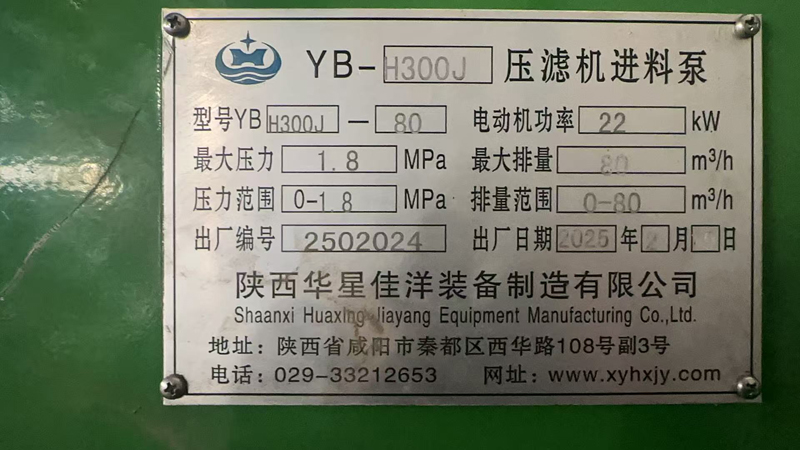 YB-H300J 压滤机进料泵
型号YB H300J — 80 电动机功率 22 kW
最大压力 1.8 MPa 最大排量 80 m³/h
压力范围 0-1.8 MPa 排量范围 0-80 m³/h
出厂编号 2502024 出厂日期 2025 年 2 月 日
陕西华星佳洋装备制造有限公司
Shaanxi Huaxing Jiayang Equipment Manufacturing Co.,Ltd.
地址：陕西省咸阳市秦都区西华路108号副3号
电话：029-33212653 网址：www.xyhxjy.com